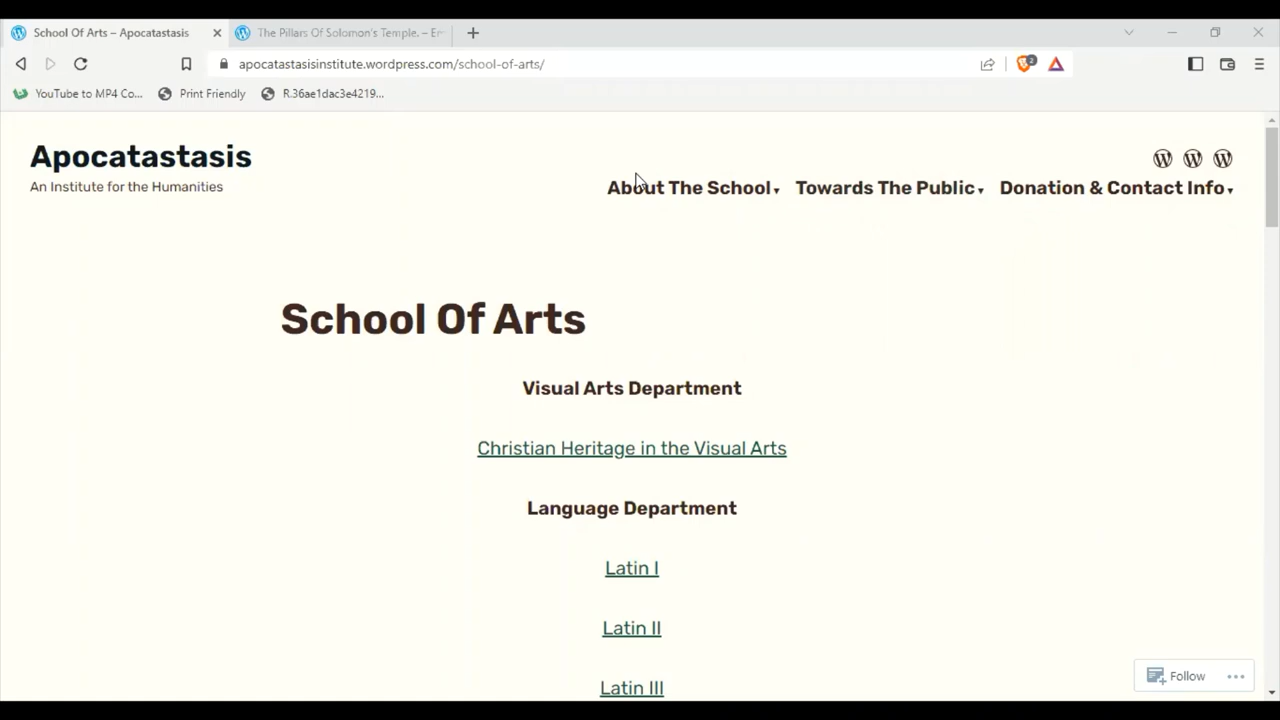 School Of Arts – Apocatastasis
The Pillars Of Solomon's Temple. – Em
apocatastasisinstitute.wordpress.com/school-of-arts/
2
YouTube to MP4 Co...
Print Friendly
R.36ae1dac3e4219...
Apocatastasis
An Institute for the Humanities
About The School
Towards The Public
Donation & Contact Info
School Of Arts
Visual Arts Department
Christian Heritage in the Visual Arts
Language Department
Latin I
Latin II
Latin III
Follow